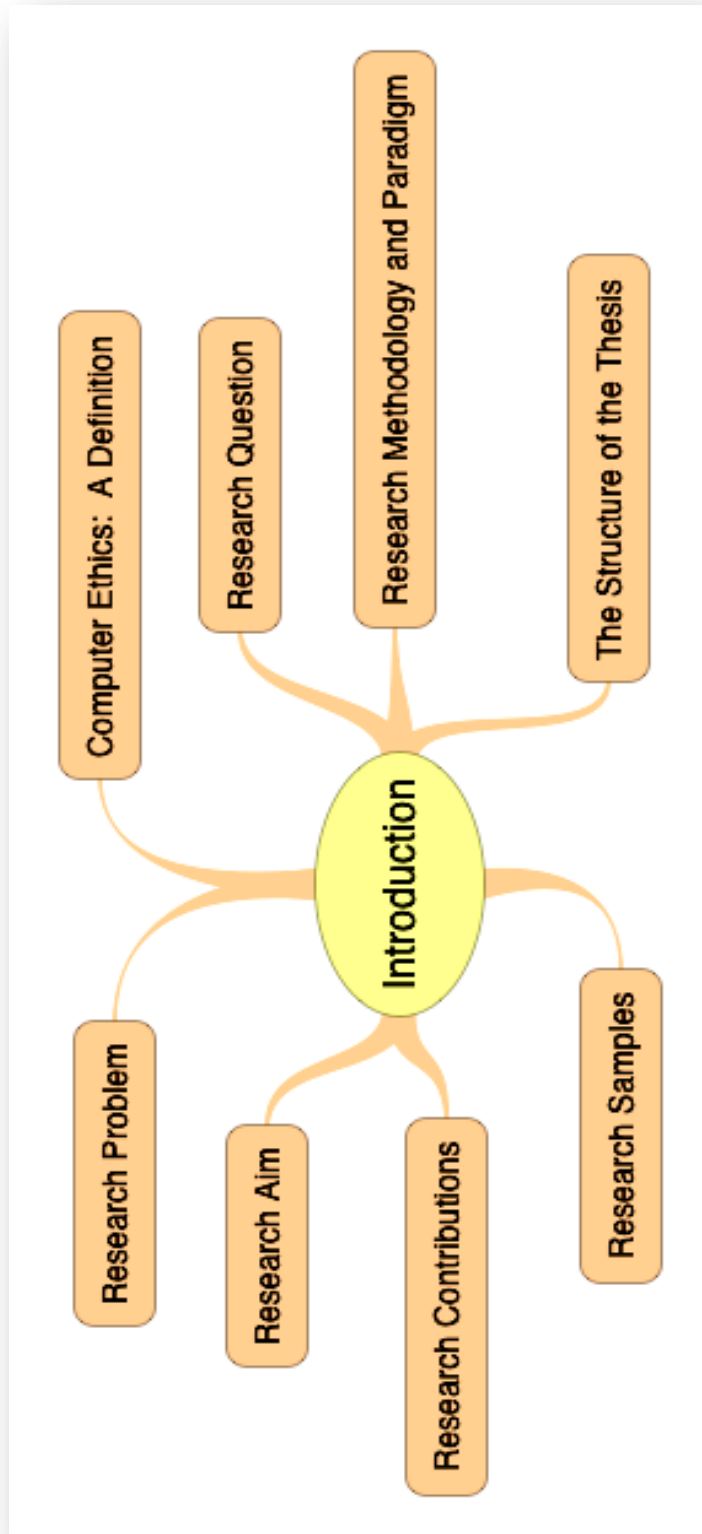 Research Problem
Computer Ethics:  A Definition
Research Aim
Research Question
Introduction
Research Contributions
Research Methodology and Paradigm
Research Samples
The Structure of the Thesis